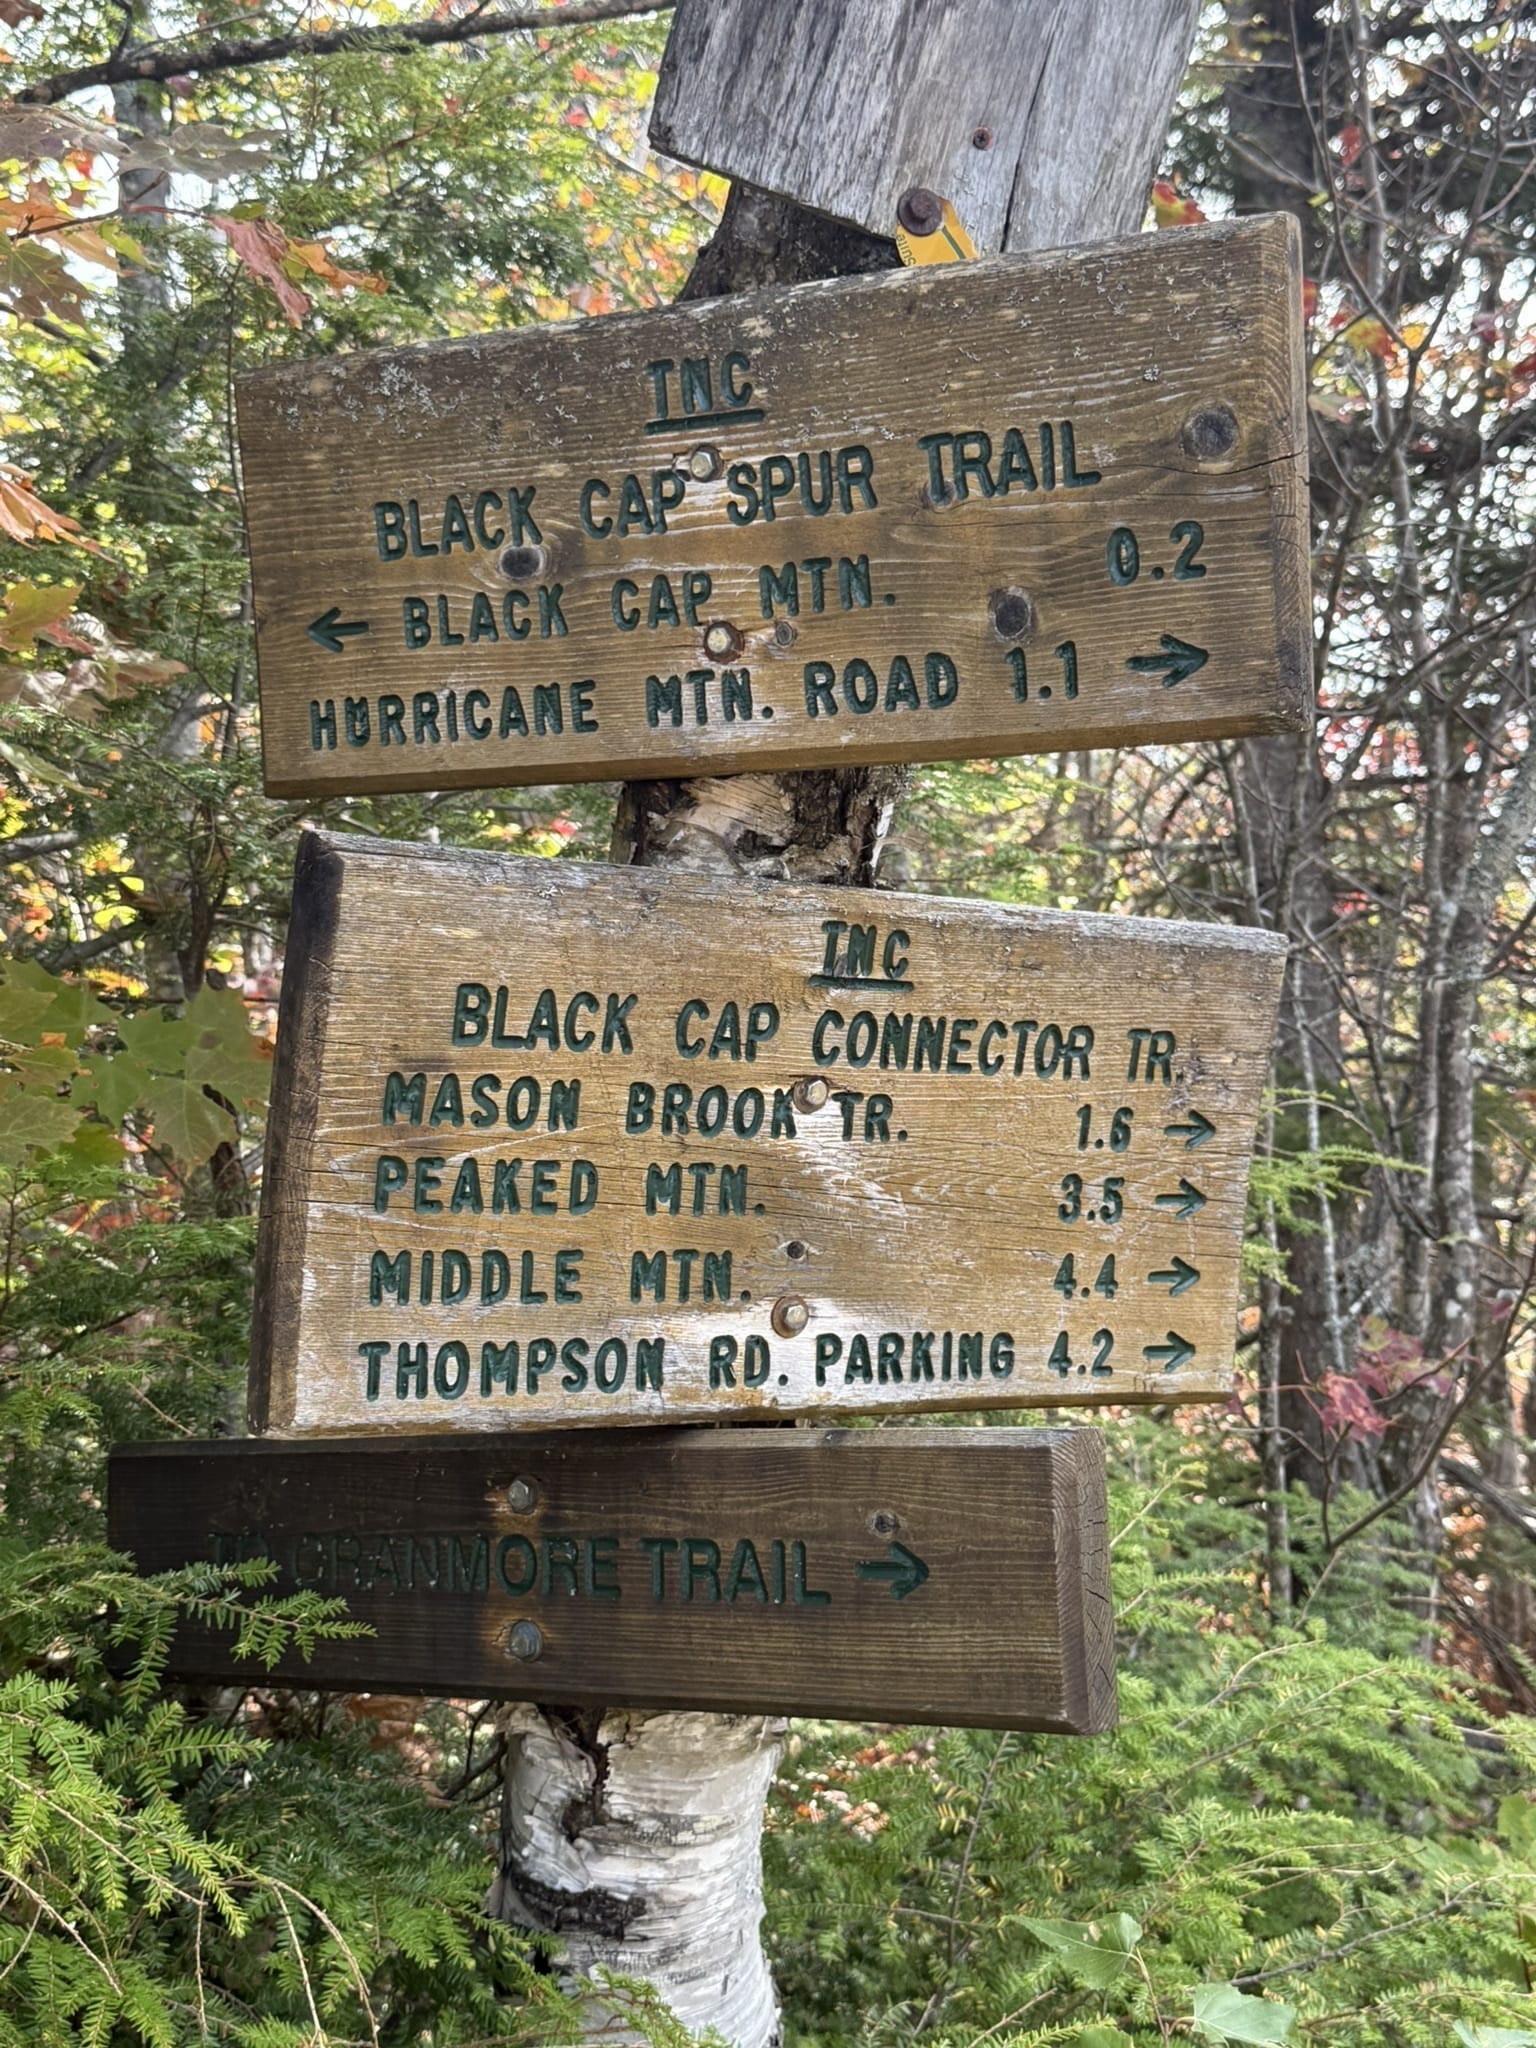 TNC
BLACK CAP SPUR TRAIL
← BLACK CAP MTN. 0.2
HURRICANE MTN. ROAD 1.1 →
TNC
BLACK CAP CONNECTOR TR.
MASON BROOK TR. 1.6 →
PEAKED MTN. 3.5 →
MIDDLE MTN. 4.4 →
THOMPSON RD. PARKING 4.2 →
TO CRANMORE TRAIL →